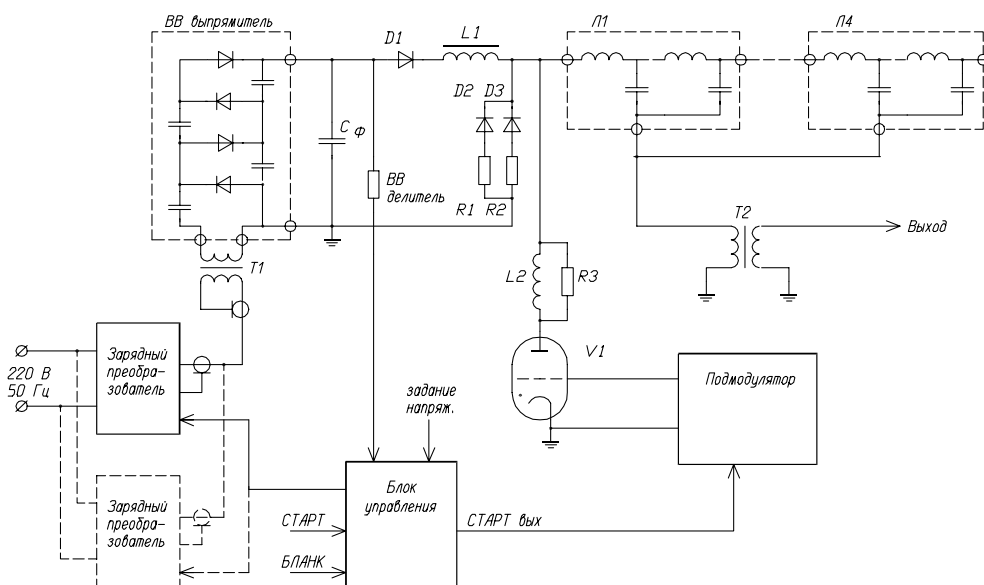 ВВ выпрямитель
D1
L1
Л1
Л4
D2 D3
C ф
ВВ
делитель
R1 R2
T2
Выход
T1
L2
R3
V1
220 В
50 Гц
Зарядный
преобра-
зователь
задание
напряж.
Подмодулятор
Блок
управления
Зарядный
преобра-
зователь
СТАРТ
СТАРТ вых
БЛАНК